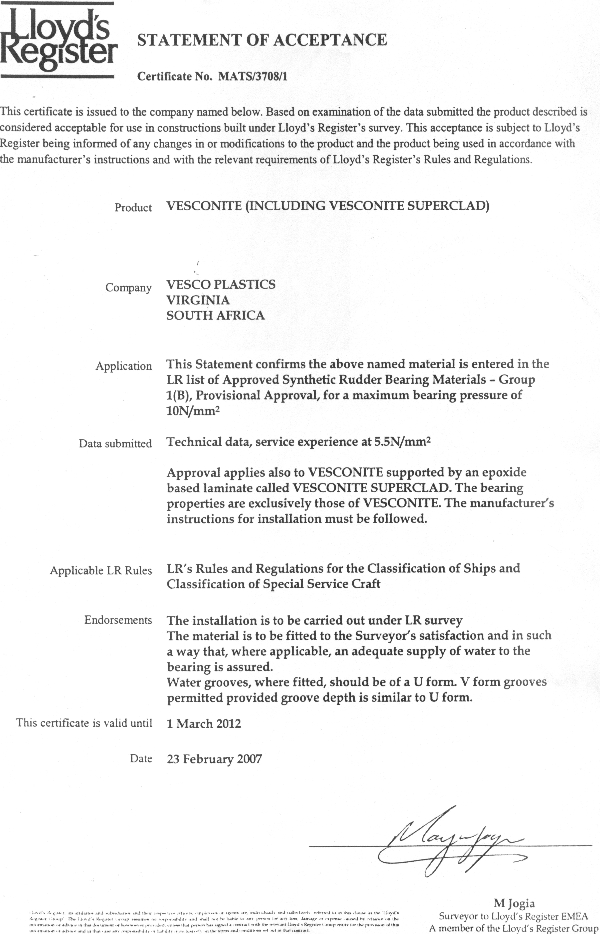 Lloyd's
Register
STATEMENT OF ACCEPTANCE
Certificate No. MATS/3708/1
This certificate is issued to the company named below. Based on examination of the data submitted the product described is
considered acceptable for use in constructions built under Lloyd's Register's survey. This acceptance is subject to Lloyd's
Register being informed of any changes in or modifications to the product and the product being used in accordance with
the manufacturer's instructions and with the relevant requirements of Lloyd's Register's Rules and Regulations.
Product VESCONITE (INCLUDING VESCONITE SUPERCLAD)
Company VESCO PLASTICS
VIRGINIA
SOUTH AFRICA
Application This Statement confirms the above named material is entered in the
LR list of Approved Synthetic Rudder Bearing Materials – Group
1(B), Provisional Approval, for a maximum bearing pressure of
10N/mm²
Data submitted Technical data, service experience at 5.5N/mm²
Approval applies also to VESCONITE supported by an epoxide
based laminate called VESCONITE SUPERCLAD. The bearing
properties are exclusively those of VESCONITE. The manufacturer's
instructions for installation must be followed.
Applicable LR Rules LR's Rules and Regulations for the Classification of Ships and
Classification of Special Service Craft
Endorsements The installation is to be carried out under LR survey
The material is to be fitted to the Surveyor's satisfaction and in such
a way that, where applicable, an adequate supply of water to the
bearing is assured.
Water grooves, where fitted, should be of a U form. V form grooves
permitted provided groove depth is similar to U form.
This certificate is valid until 1 March 2012
Date 23 February 2007
M Jogia
Surveyor to Lloyd's Register EMEA
A member of the Lloyd's Register Group